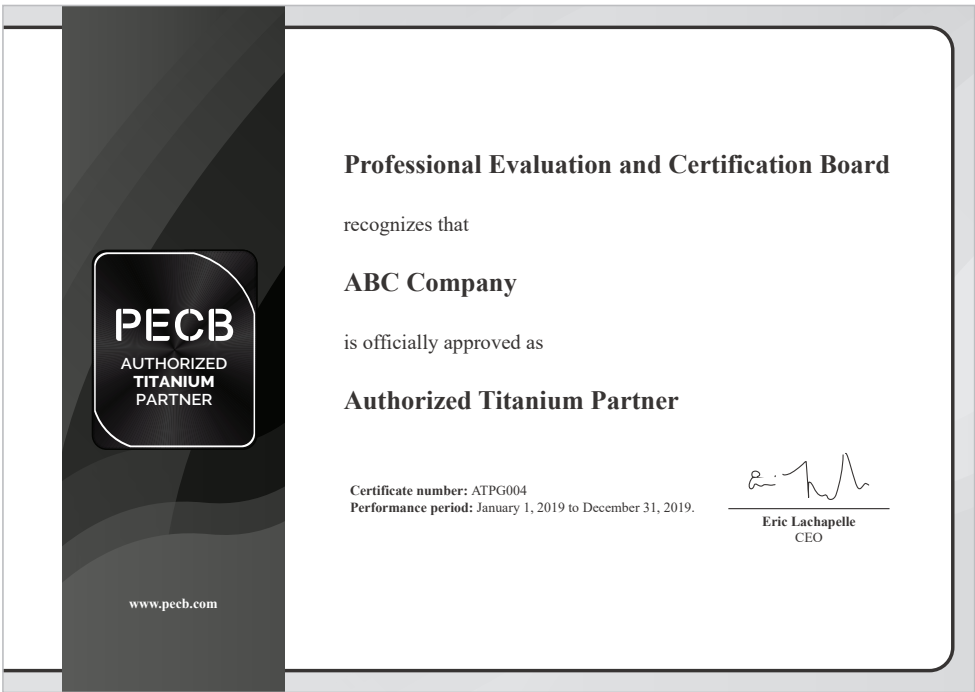 PECB
AUTHORIZED
TITANIUM
PARTNER
www.pecb.com
Professional Evaluation and Certification Board
recognizes that
ABC Company
is officially approved as
Authorized Titanium Partner
Certificate number: ATPG004
Performance period: January 1, 2019 to December 31, 2019.
Eric Lachapelle
CEO